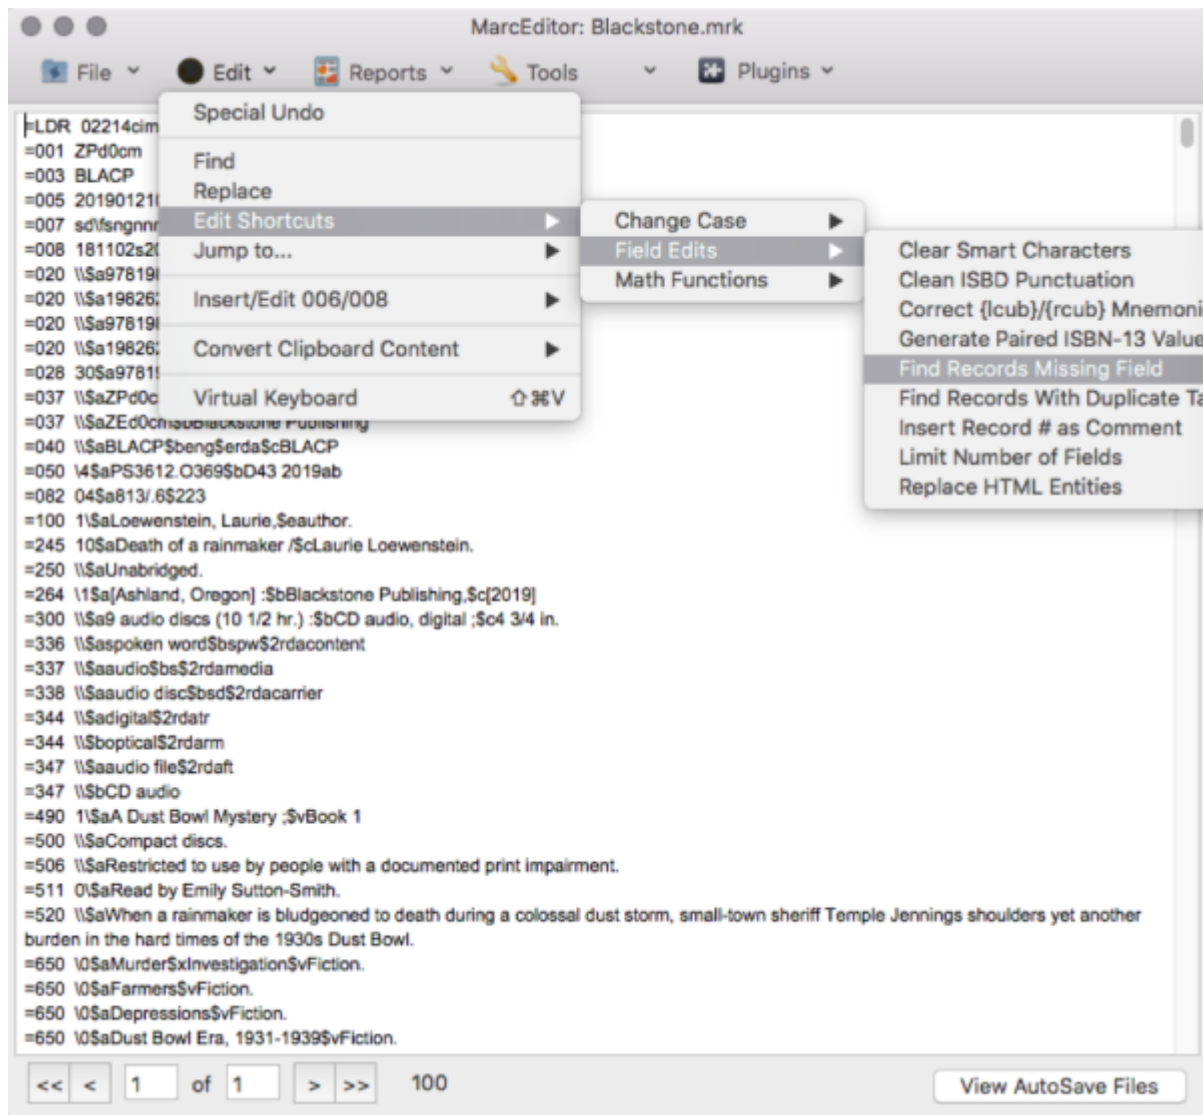 MarcEditor: Blackstone.mrk
File Edit Reports Tools Plugins
Special Undo
Find
Replace
Edit Shortcuts
Jump to...
Insert/Edit 006/008
Convert Clipboard Content
Virtual Keyboard ⇧⌘V
Change Case
Field Edits
Math Functions
Clear Smart Characters
Clean ISBD Punctuation
Correct {lcub}/{rcub} Mnemoni
Generate Paired ISBN-13 Value
Find Records Missing Field
Find Records With Duplicate Ta
Insert Record # as Comment
Limit Number of Fields
Replace HTML Entities
=LDR 02214cim
=001 ZPd0cm
=003 BLACP
=005 20190121
=007 sd\fsngnnr
=008 181102s20
=020 \\$a97819
=020 \\$a198262
=020 \\$a97819
=020 \\$a198262
=028 30$a97819
=037 \\$aZPd0c
=037 \\$aZEd0cm$bBlackstone Publishing
=040 \\$aBLACP$beng$erda$cBLACP
=050 \4$aPS3612.O369$bD43 2019ab
=082 04$a813/.6$223
=100 1\$aLoewenstein, Laurie,$eauthor.
=245 10$aDeath of a rainmaker /$cLaurie Loewenstein.
=250 \\$aUnabridged.
=264 \1$a[Ashland, Oregon] :$bBlackstone Publishing,$c[2019]
=300 \\$a9 audio discs (10 1/2 hr.) :$bCD audio, digital ;$c4 3/4 in.
=336 \\$aspoken word$bspw$2rdacontent
=337 \\$aaudio$bs$2rdamedia
=338 \\$aaudio disc$bsd$2rdacarrier
=344 \\$adigital$2rdatr
=344 \\$boptical$2rdarm
=347 \\$aaudio file$2rdaft
=347 \\$bCD audio
=490 1\$aA Dust Bowl Mystery ;$vBook 1
=500 \\$aCompact discs.
=506 \\$aRestricted to use by people with a documented print impairment.
=511 0\$aRead by Emily Sutton-Smith.
=520 \\$aWhen a rainmaker is bludgeoned to death during a colossal dust storm, small-town sheriff Temple Jennings shoulders yet another
burden in the hard times of the 1930s Dust Bowl.
=650 \0$aMurder$xInvestigation$vFiction.
=650 \0$aFarmers$vFiction.
=650 \0$aDepressions$vFiction.
=650 \0$aDust Bowl Era, 1931-1939$vFiction.
<< < 1 of 1 > >> 100 View AutoSave Files